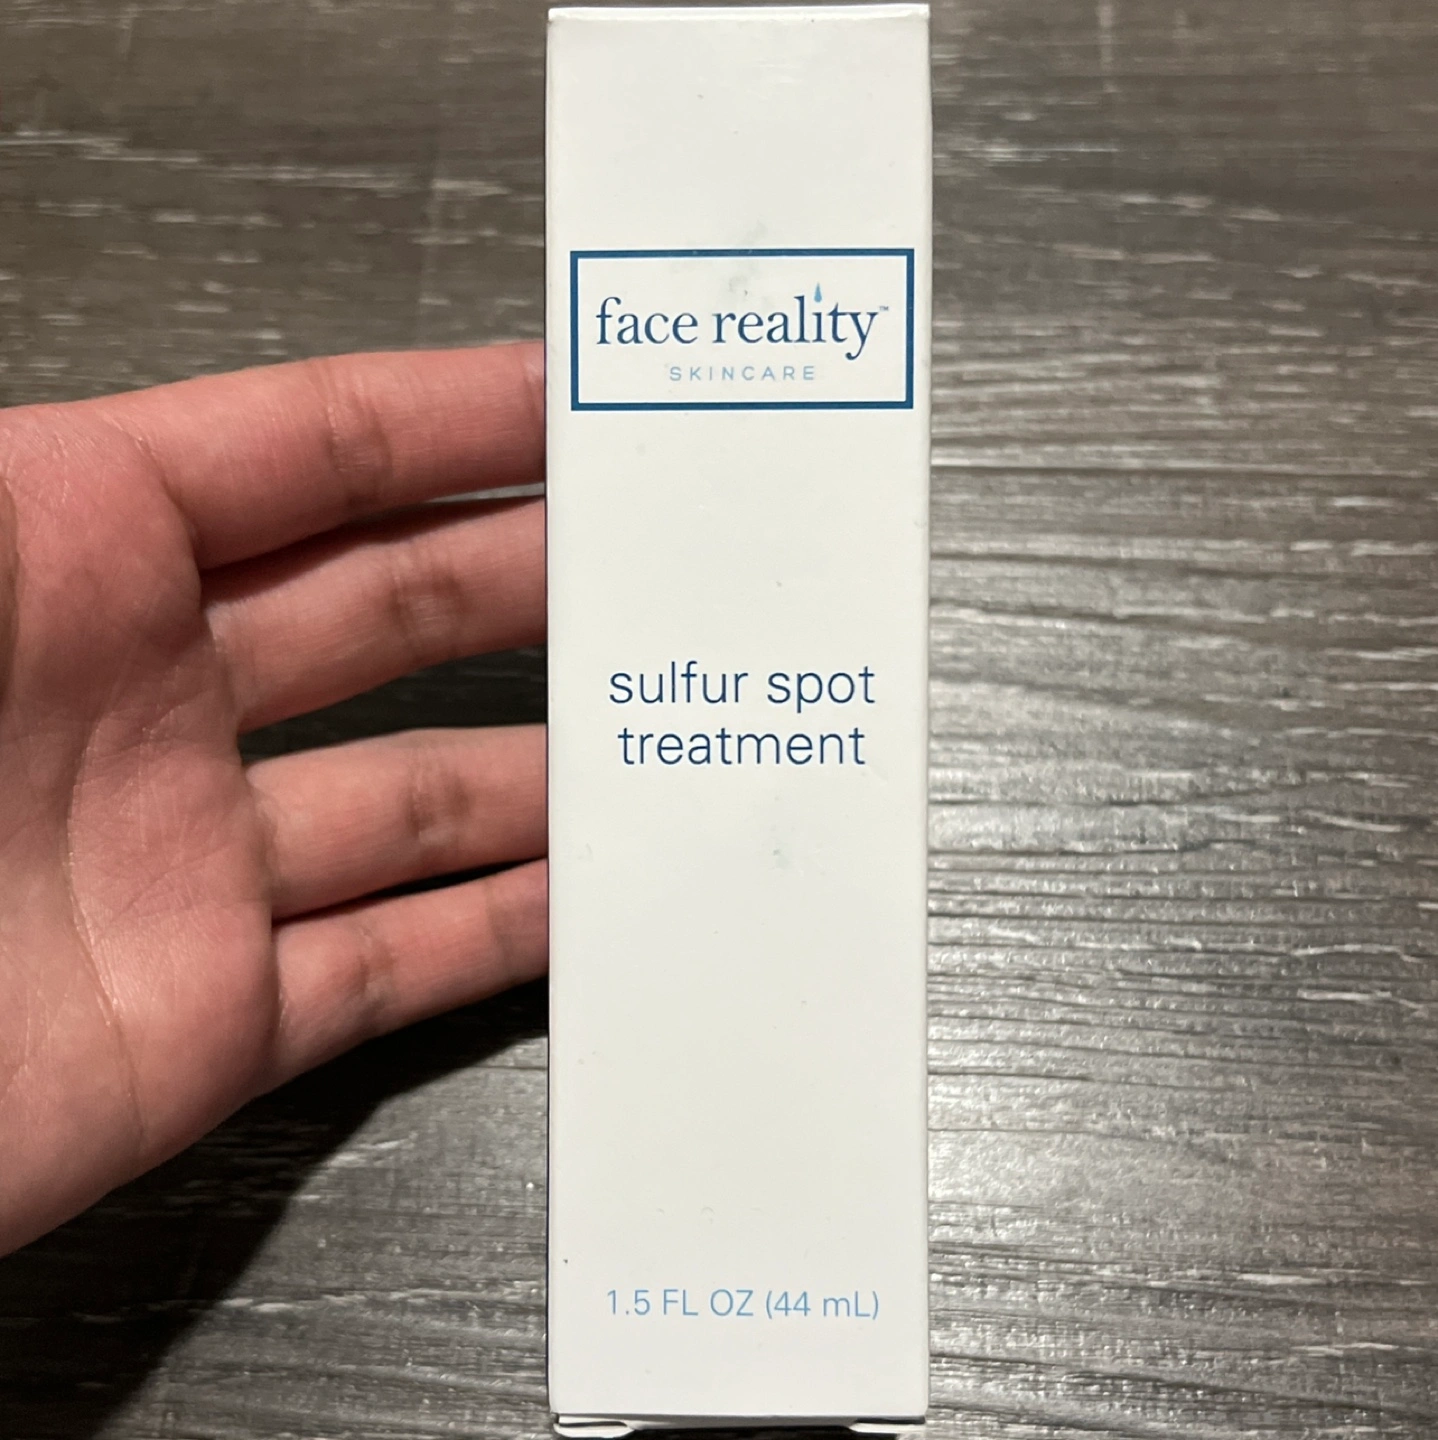 face reality™
SKINCARE
sulfur spot
treatment
1.5 FL OZ (44 mL)